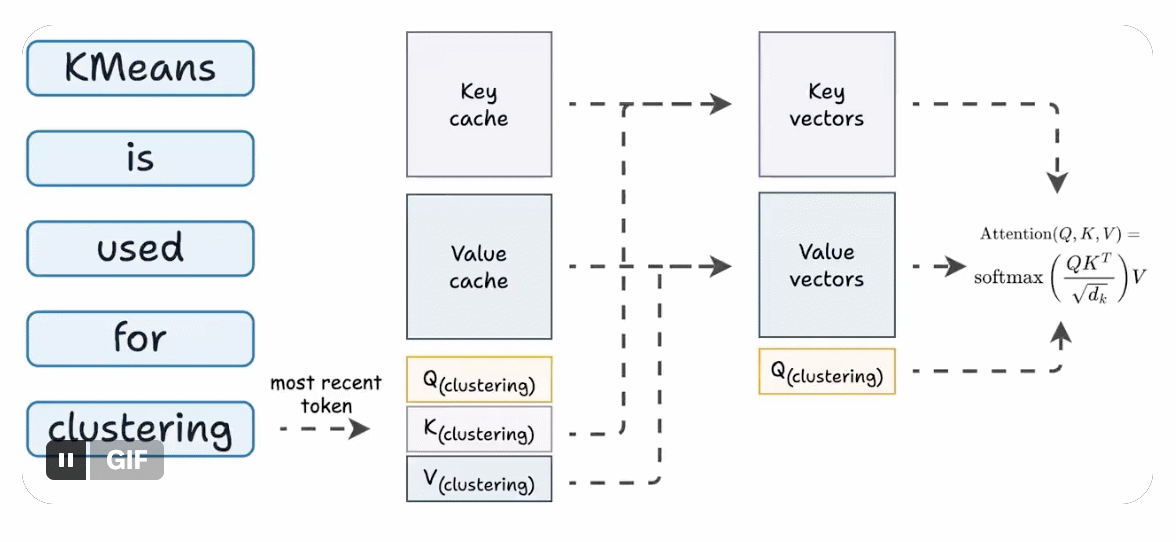 KMeans
is
used
for
clustering
most recent
token
Key
cache
Value
cache
Q(clustering)
K(clustering)
V(clustering)
Key
vectors
Value
vectors
Q(clustering)
Attention(Q, K, V) =
softmax(QK^T / √d_k)V
GIF